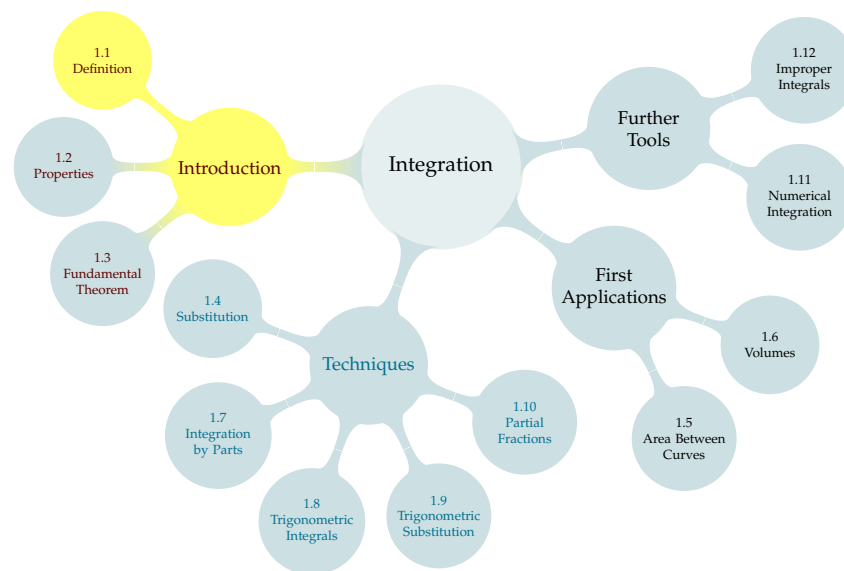 1.1
Definition
1.2
Properties
1.3
Fundamental
Theorem
Introduction
Integration
Further
Tools
1.12
Improper
Integrals
1.11
Numerical
Integration
First
Applications
1.6
Volumes
1.5
Area Between
Curves
Techniques
1.4
Substitution
1.7
Integration
by Parts
1.8
Trigonometric
Integrals
1.9
Trigonometric
Substitution
1.10
Partial
Fractions